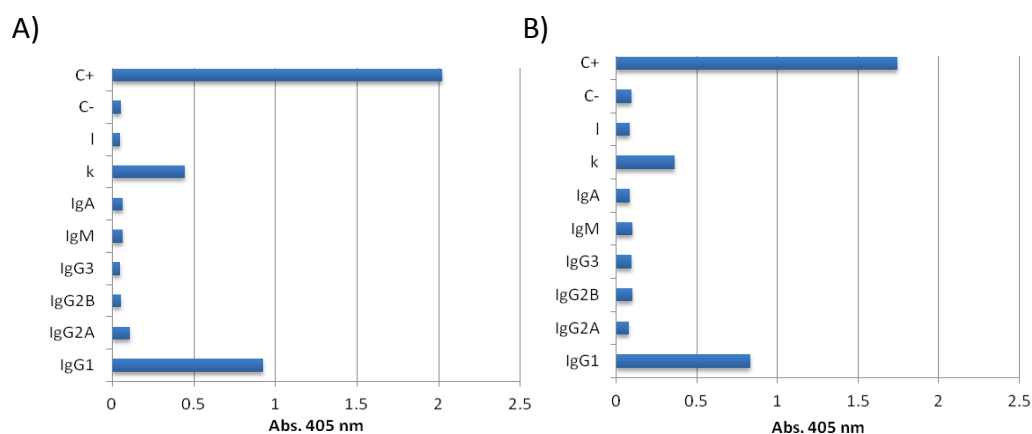 A)
C+
C-
l
k
IgA
IgM
IgG3
IgG2B
IgG2A
IgG1
0 0.5 1 1.5 2 2.5
Abs. 405 nm
B)
C+
C-
l
k
IgA
IgM
IgG3
IgG2B
IgG2A
IgG1
0 0.5 1 1.5 2 2.5
Abs. 405 nm